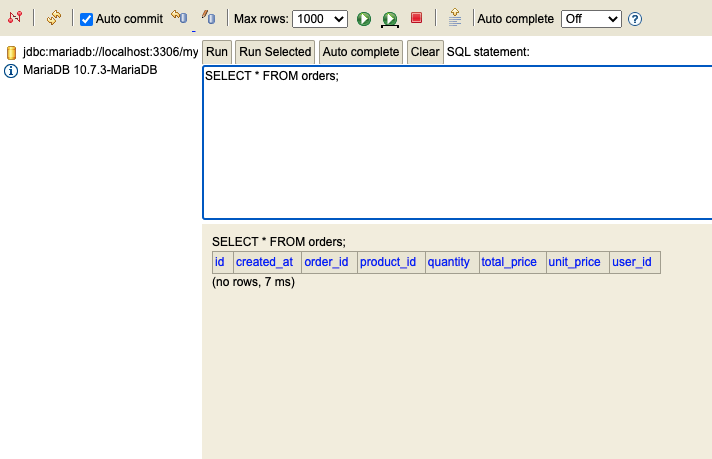 Auto commit Max rows: 1000 Auto complete Off
jdbc:mariadb://localhost:3306/my
MariaDB 10.7.3-MariaDB
Run Run Selected Auto complete Clear SQL statement:
SELECT * FROM orders;
SELECT * FROM orders;
id created_at order_id product_id quantity total_price unit_price user_id
(no rows, 7 ms)